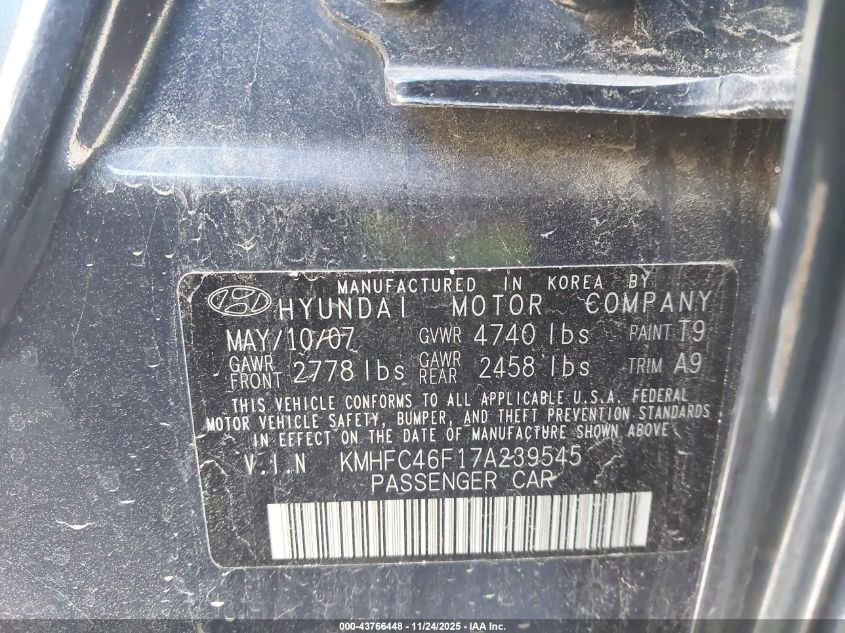 MANUFACTURED IN KOREA BY
HYUNDAI MOTOR COMPANY
MAY/10/07 GVWR 4740 lbs PAINT T9
GAWR FRONT 2778 lbs GAWR REAR 2458 lbs TRIM A9
THIS VEHICLE CONFORMS TO ALL APPLICABLE U.S.A. FEDERAL
MOTOR VEHICLE SAFETY, BUMPER, AND THEFT PREVENTION STANDARDS
IN EFFECT ON THE DATE OF MANUFACTURE SHOWN ABOVE
V.I.N KMHFC46F17A239545
PASSENGER CAR
000-43766448 - 11/24/2025 - IAA Inc.